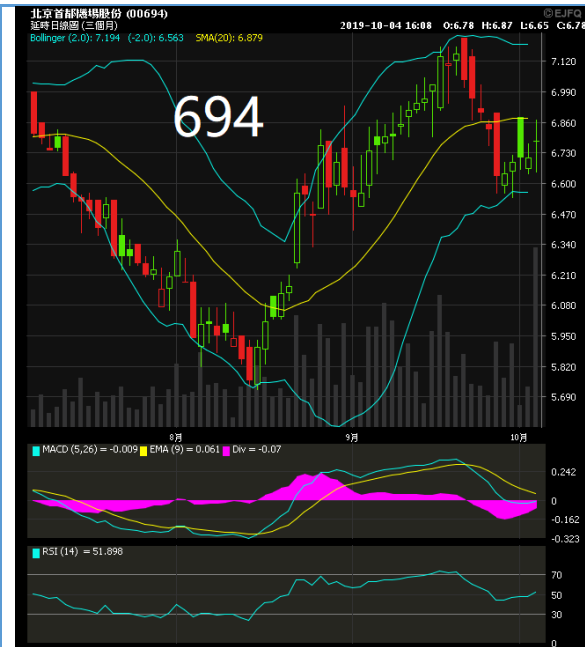 北京首都機場股份 (00694)
©EJFQ
延時日線圖 (三個月)
2019-10-04 16:08 O:6.78 H:6.87 L:6.65 C:6.78
Bollinger (2.0): 7.194 (-2.0): 6.563 SMA(20): 6.879
694
7.120
6.990
6.860
6.730
6.600
6.470
6.340
6.210
6.080
5.950
5.820
5.690
8月 9月 10月
MACD (5,26) = -0.009 EMA (9) = 0.061 Div = -0.07
0.242
0
-0.162
-0.323
RSI (14) = 51.898
70
50
30
0